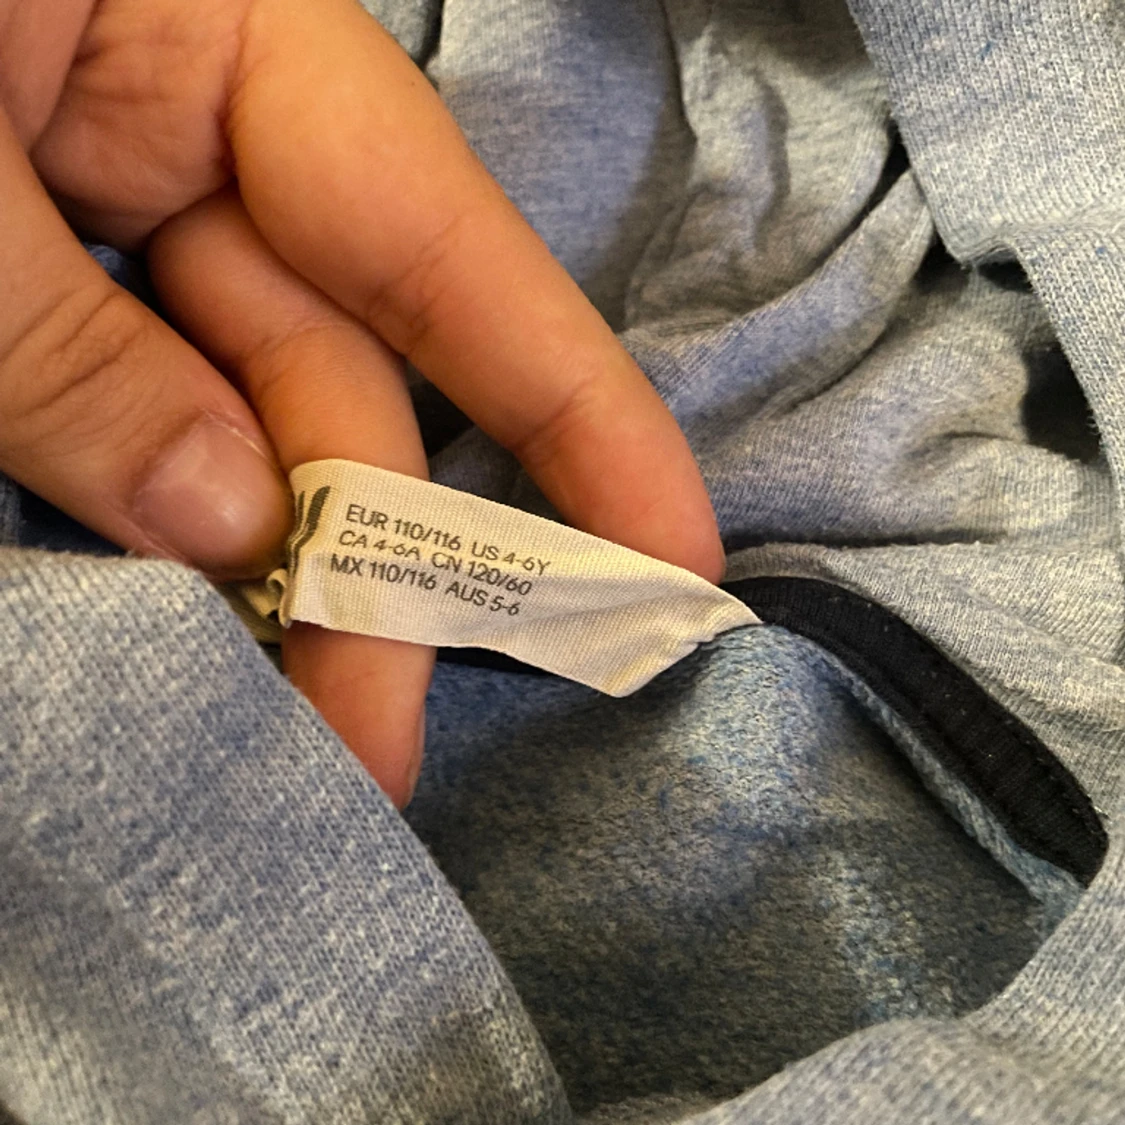 EUR 110/116 US 4-6Y
CA 4-6A CN 120/60
MX 110/116 AUS 5-6